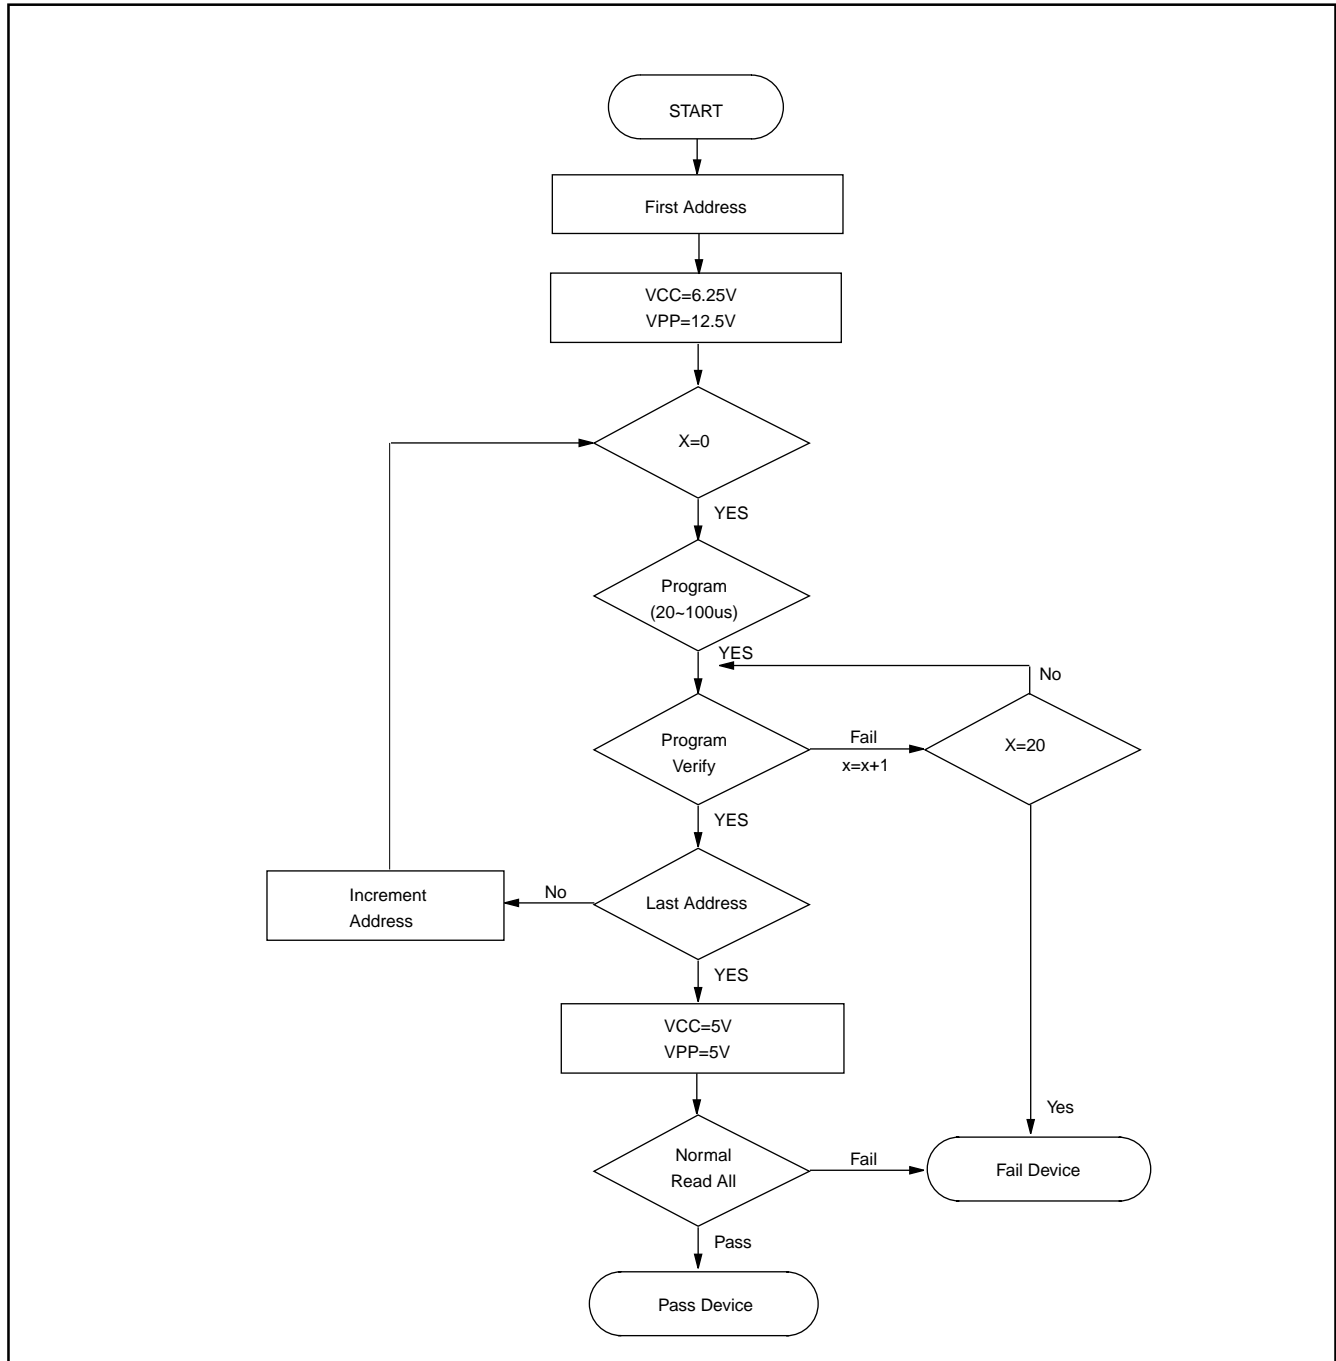 START
First Address
VCC=6.25V
VPP=12.5V
X=0
YES
Program
(20~100us)
YES
No
Program
Verify
Fail
x=x+1
X=20
YES
Increment
Address
No
Last Address
YES
VCC=5V
VPP=5V
Yes
Normal
Read All
Fail
Fail Device
Pass
Pass Device